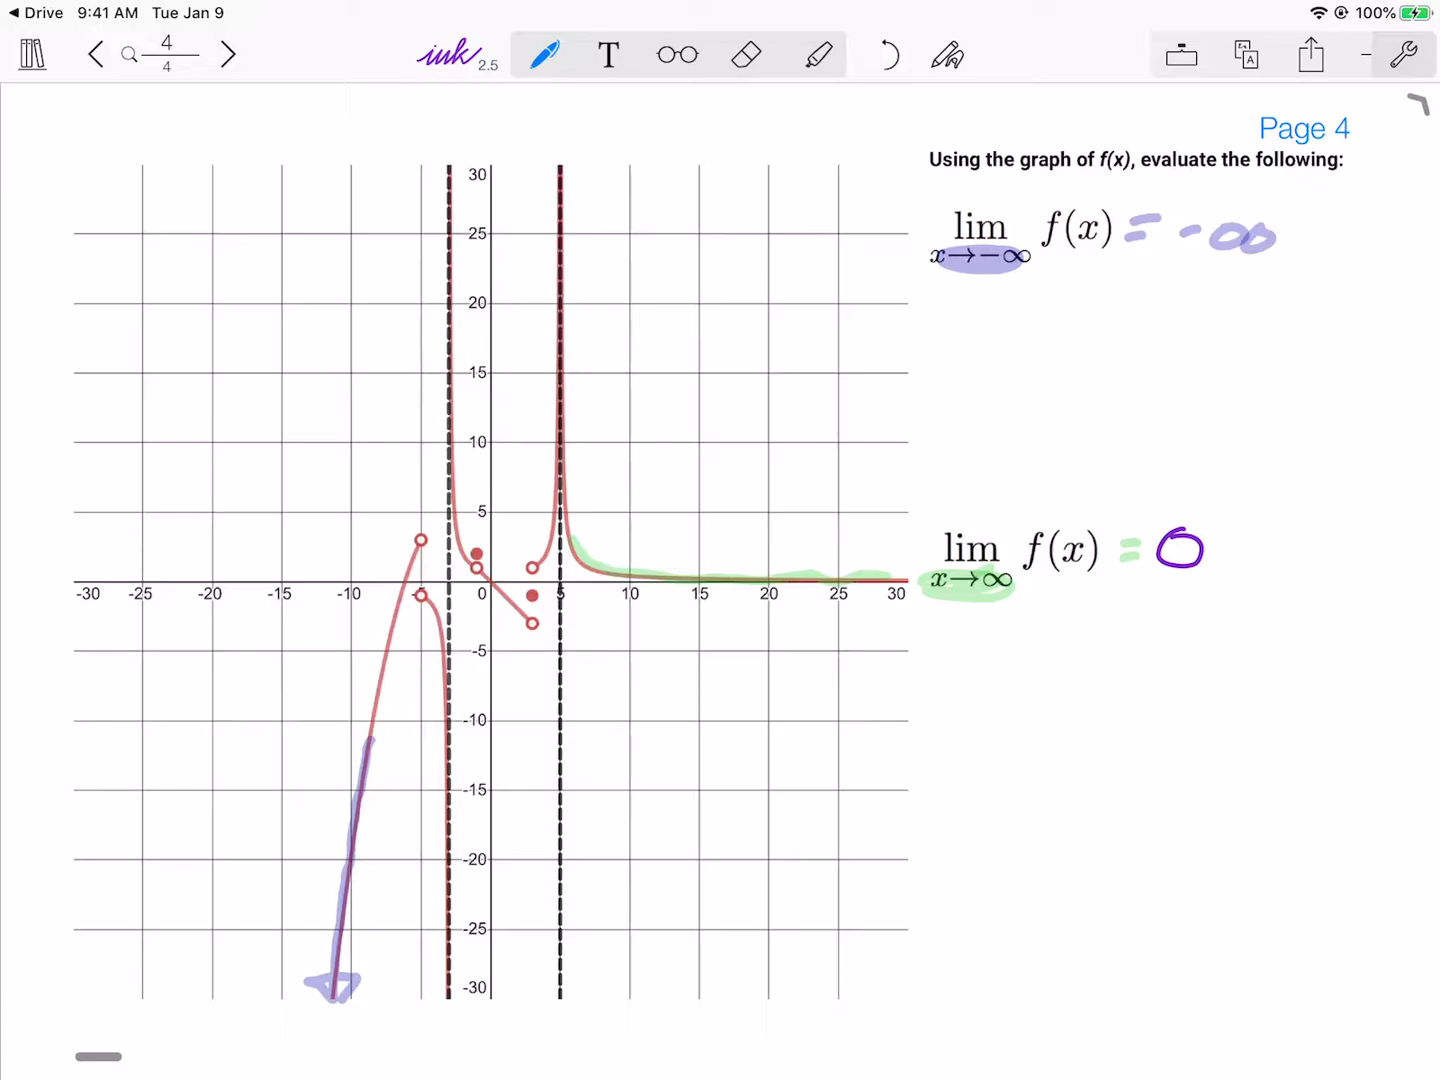 Drive 9:41 AM Tue Jan 9 100%
4
4
ink 2.5 T A
Page 4
Using the graph of f(x), evaluate the following:
lim f(x) = -∞
x→-∞
30
25
20
15
10
5
-30 -25 -20 -15 -10 -5 0 5 10 15 20 25 30
-5
-10
-15
-20
-25
-30
lim f(x) = 0
x→∞